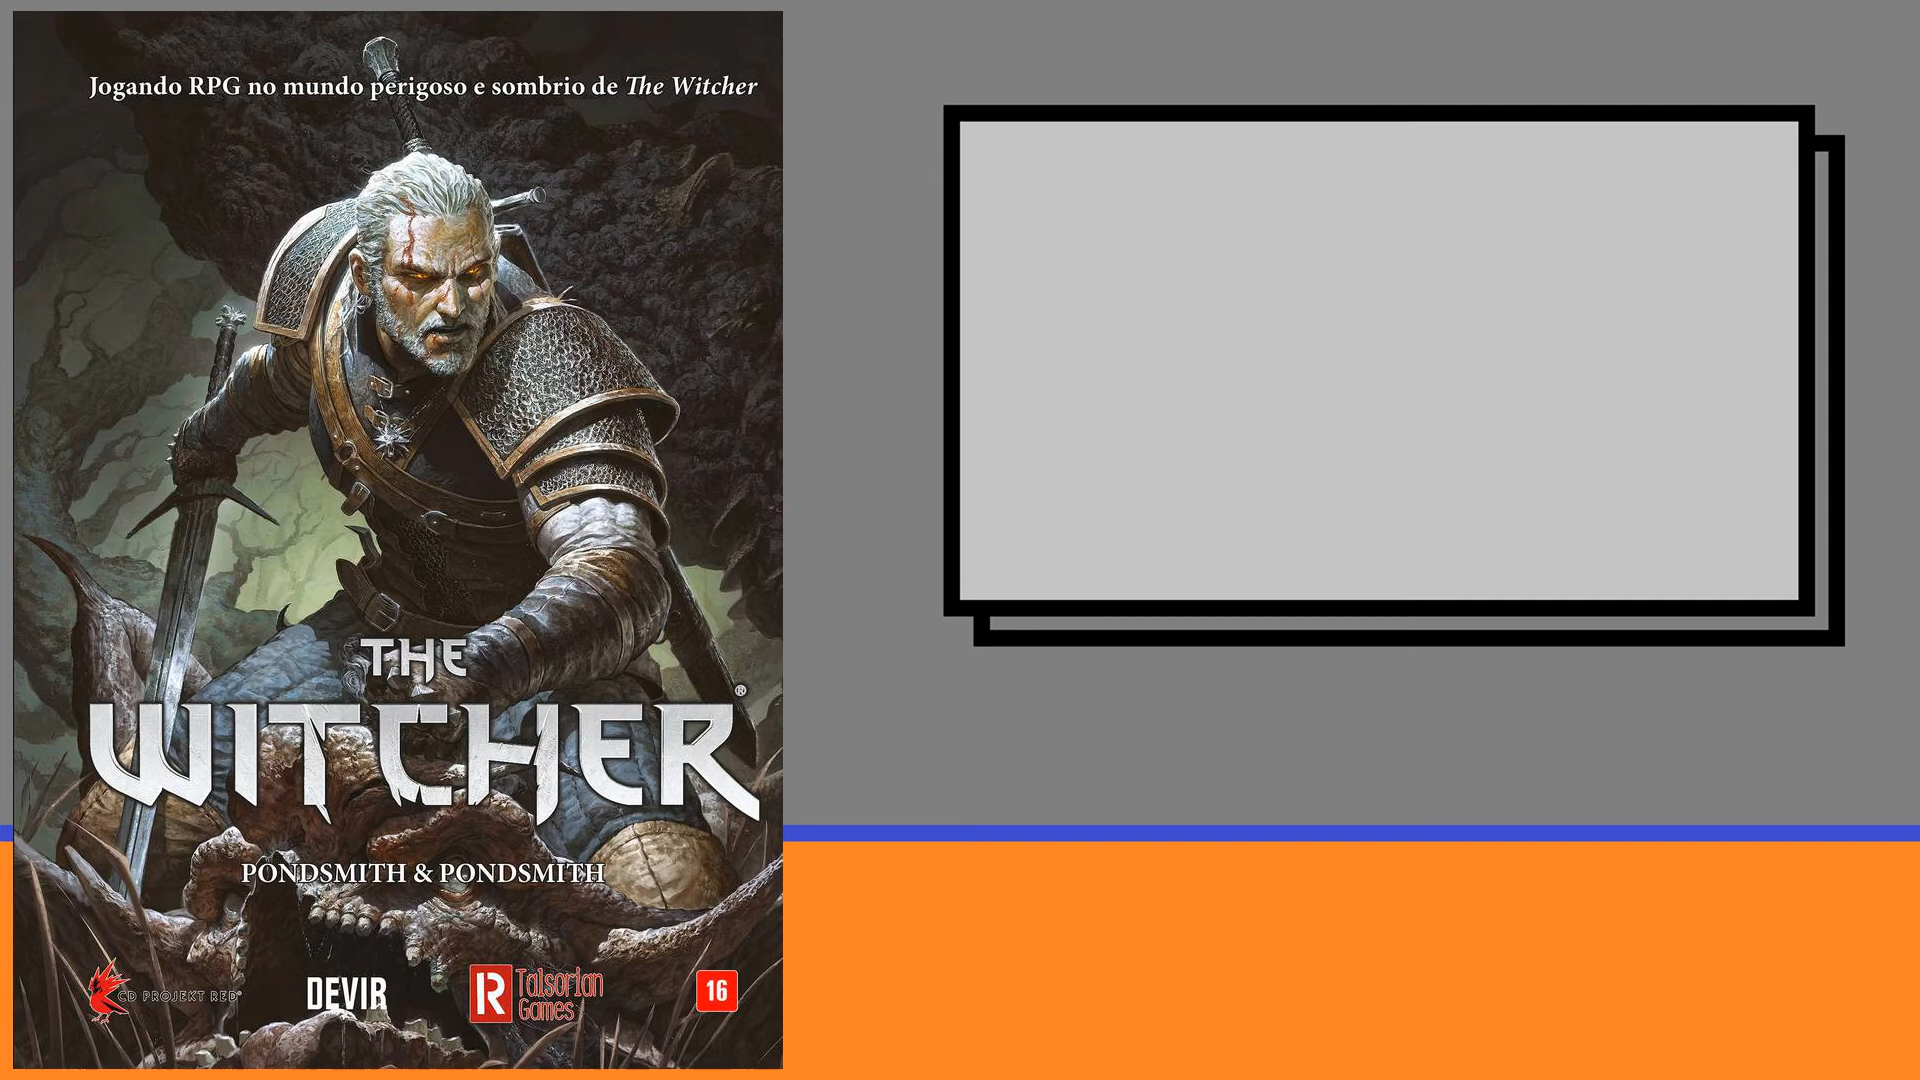 Jogando RPG no mundo perigoso e sombrio de The Witcher
THE
WITCHER®
PONDSMITH & PONDSMITH
CD PROJEKT RED®
DEVIR
R Talsorian
Games
16